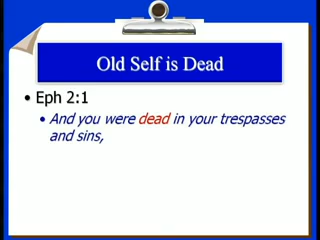 Old Self is Dead
• Eph 2:1
• And you were dead in your trespasses
and sins,